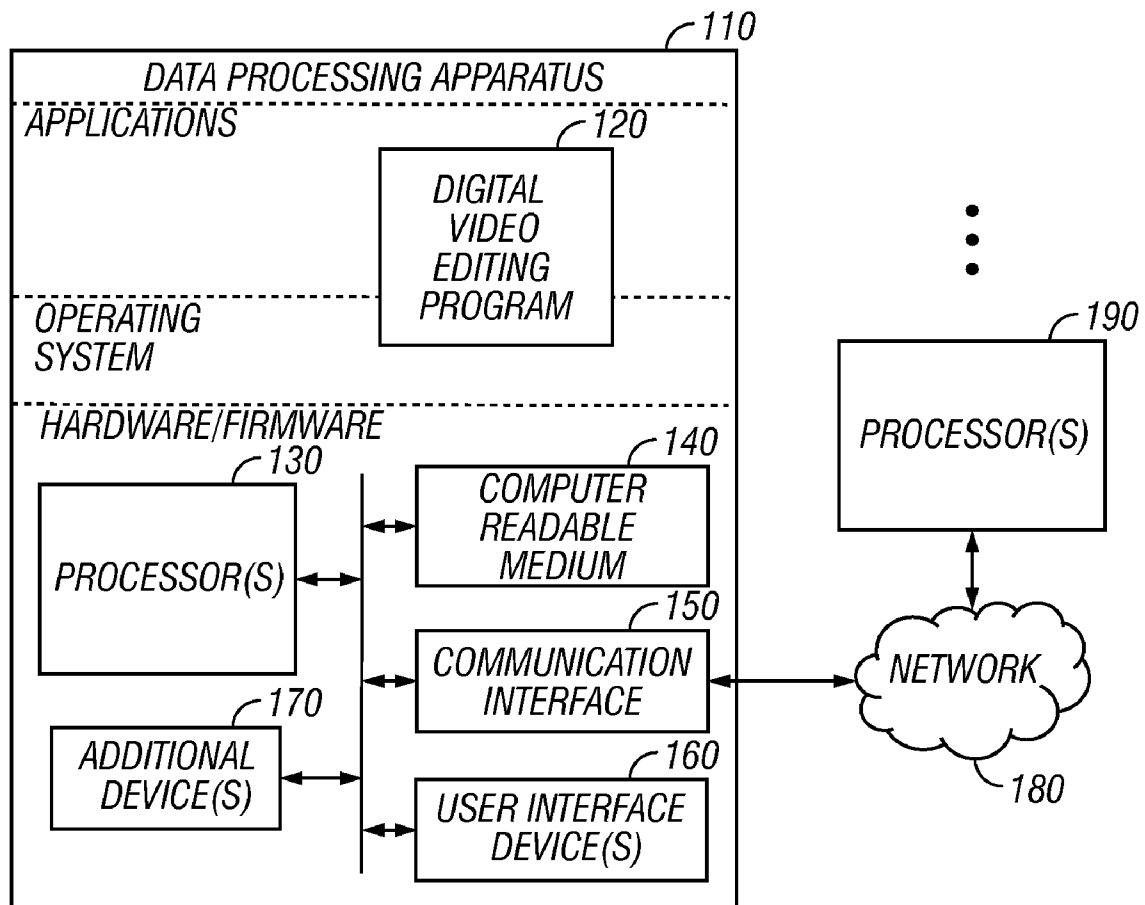 110
DATA PROCESSING APPARATUS
APPLICATIONS
120
DIGITAL
VIDEO
EDITING
PROGRAM
OPERATING
SYSTEM
HARDWARE/FIRMWARE
130
PROCESSOR(S)
140
COMPUTER
READABLE
MEDIUM
150
COMMUNICATION
INTERFACE
170
ADDITIONAL
DEVICE(S)
160
USER INTERFACE
DEVICE(S)
190
PROCESSOR(S)
NETWORK
180